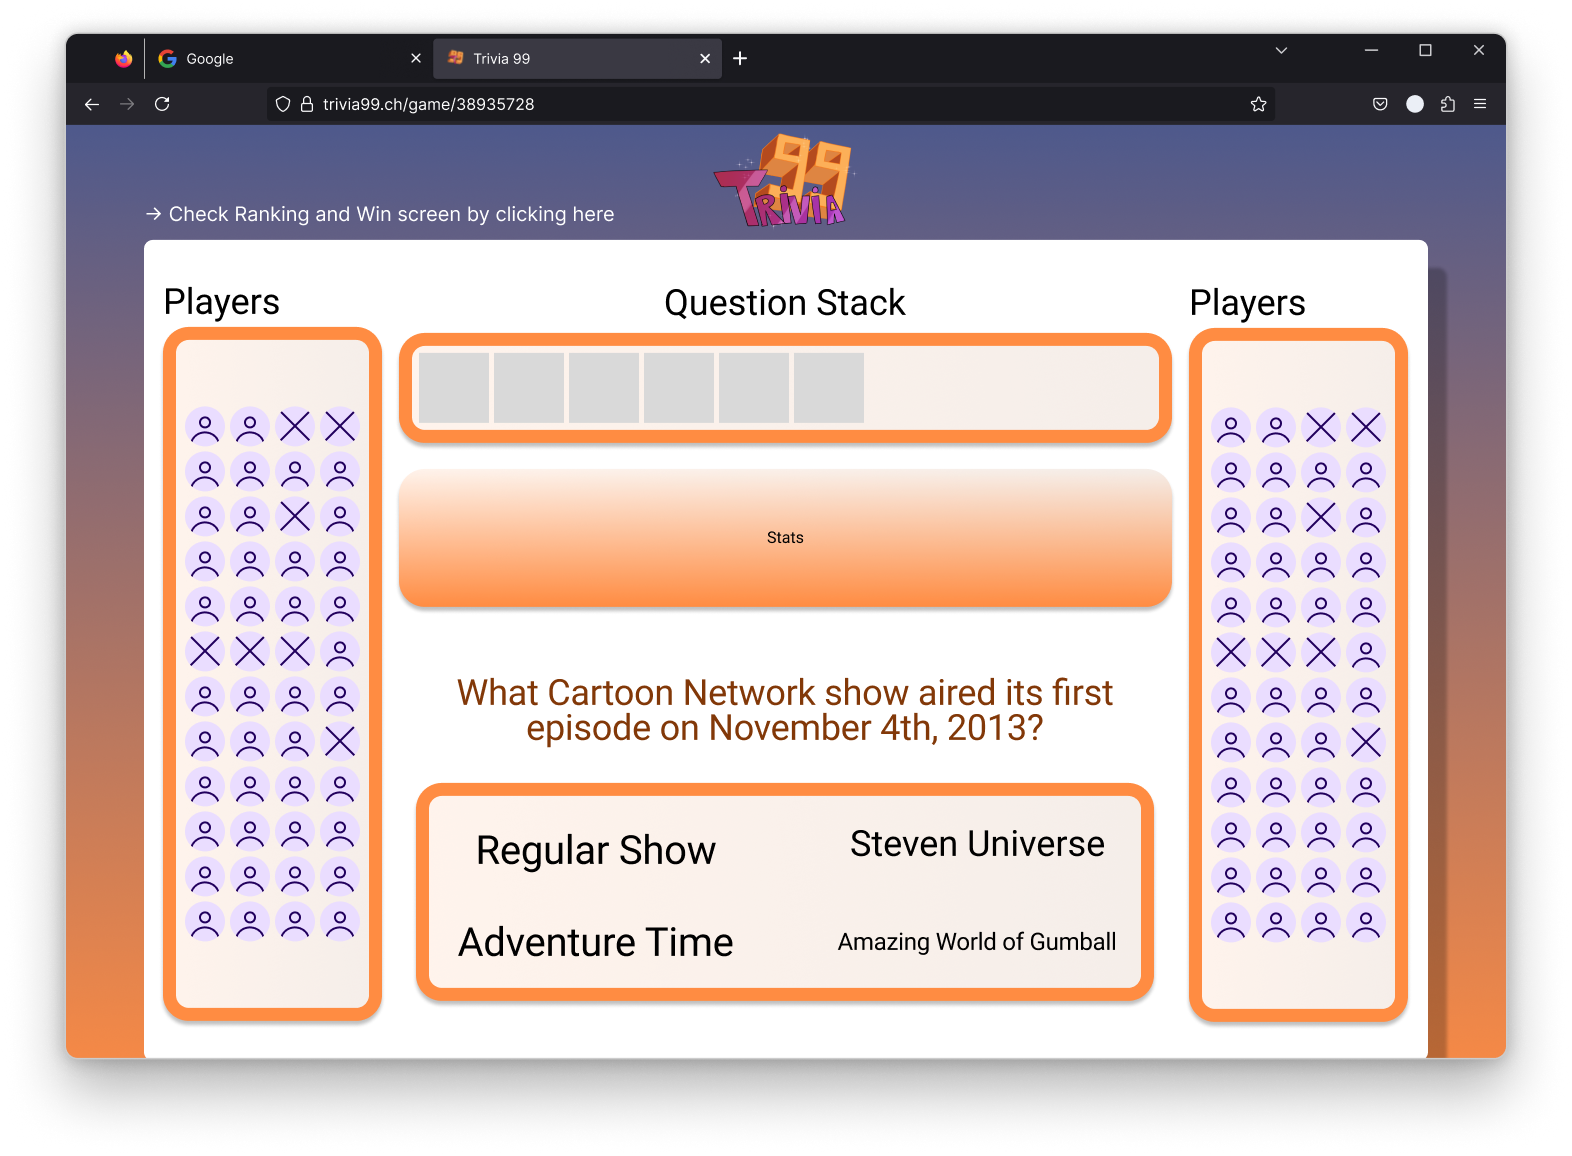 Google
Trivia 99
trivia99.ch/game/38935728
99
TRiViA
→ Check Ranking and Win screen by clicking here
Players
Question Stack
Players
Stats
What Cartoon Network show aired its first
episode on November 4th, 2013?
Regular Show
Steven Universe
Adventure Time
Amazing World of Gumball